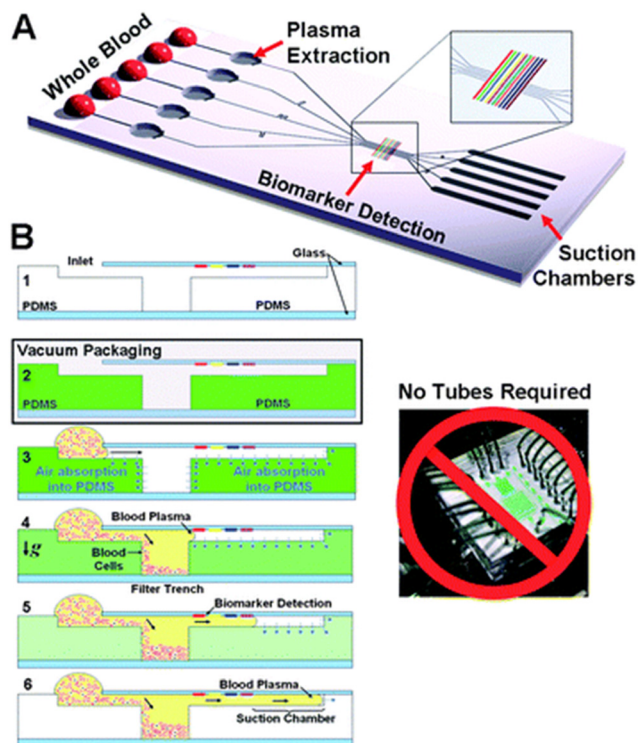 A
Whole Blood
Plasma
Extraction
Biomarker Detection
Suction
Chambers
B
Inlet
Glass
1
PDMS
PDMS
Vacuum Packaging
2
PDMS
PDMS
No Tubes Required
3
Air absorption
into PDMS
Air absorption
into PDMS
4
Blood Plasma
g
Blood
Cells
Filter Trench
5
Biomarker Detection
6
Blood Plasma
Suction Chamber